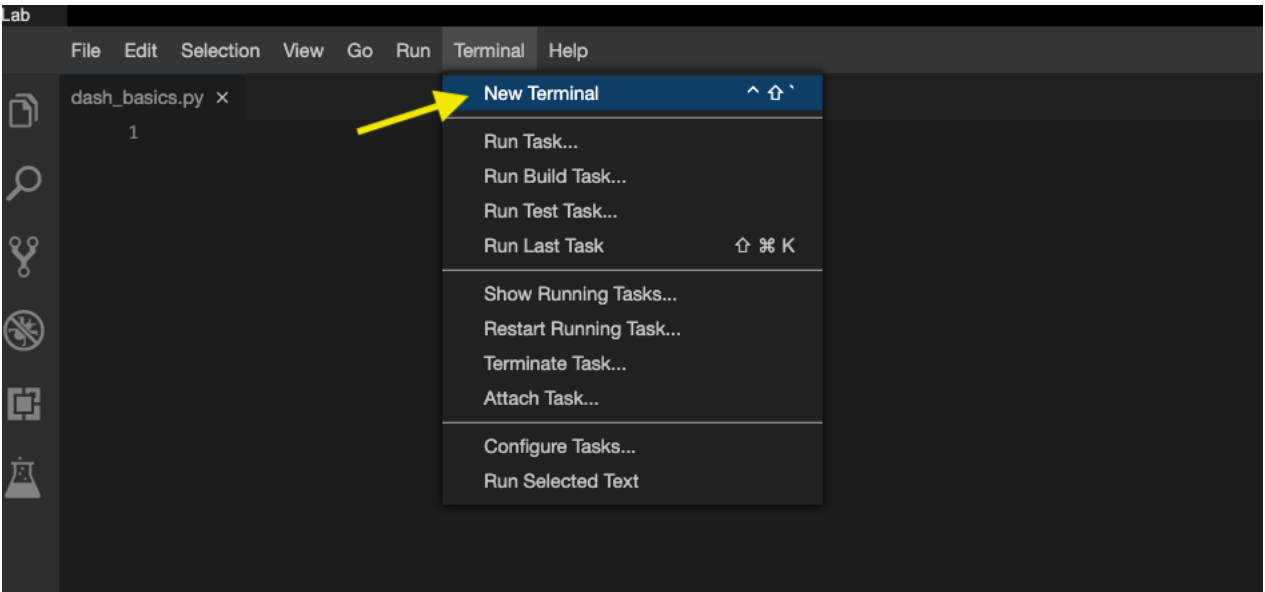 Lab
File Edit Selection View Go Run Terminal Help
dash_basics.py ×
1
New Terminal ^ ⇧ `
Run Task...
Run Build Task...
Run Test Task...
Run Last Task ⇧ ⌘ K
Show Running Tasks...
Restart Running Task...
Terminate Task...
Attach Task...
Configure Tasks...
Run Selected Text